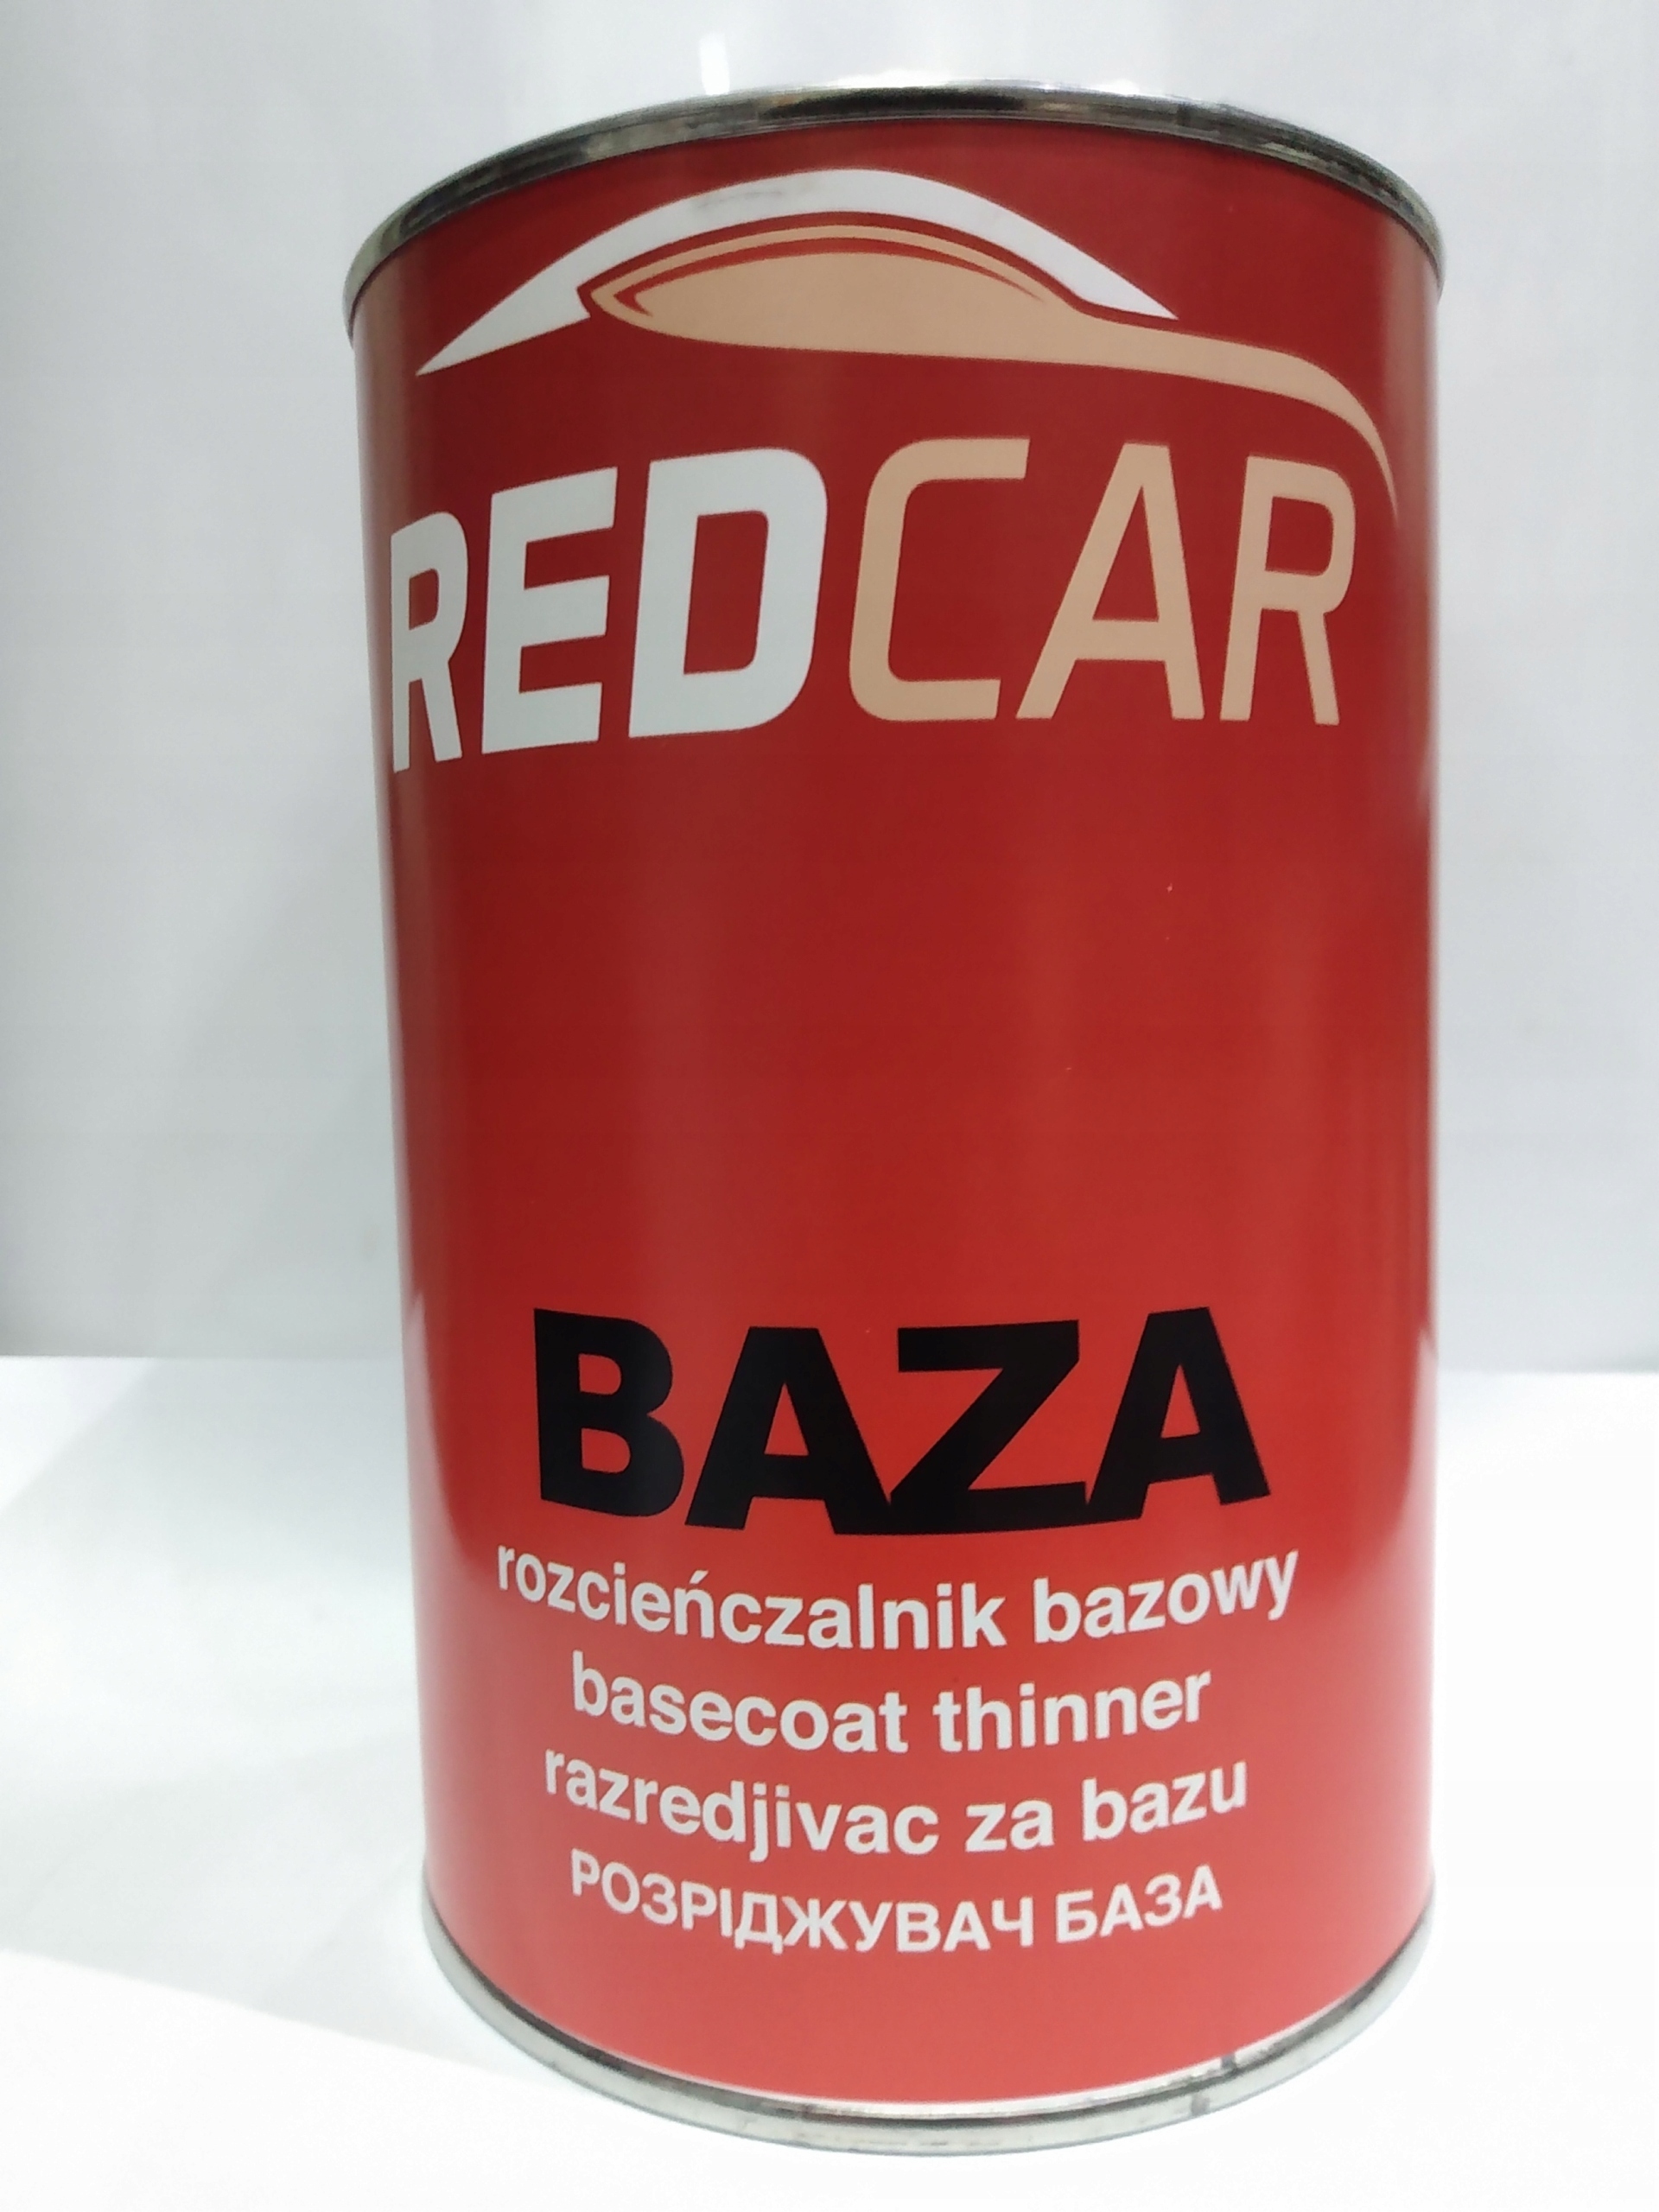 REDCAR
BAZA
rozcieńczalnik bazowy
basecoat thinner
razredjivac za bazu
РОЗРІДЖУВАЧ БАЗА